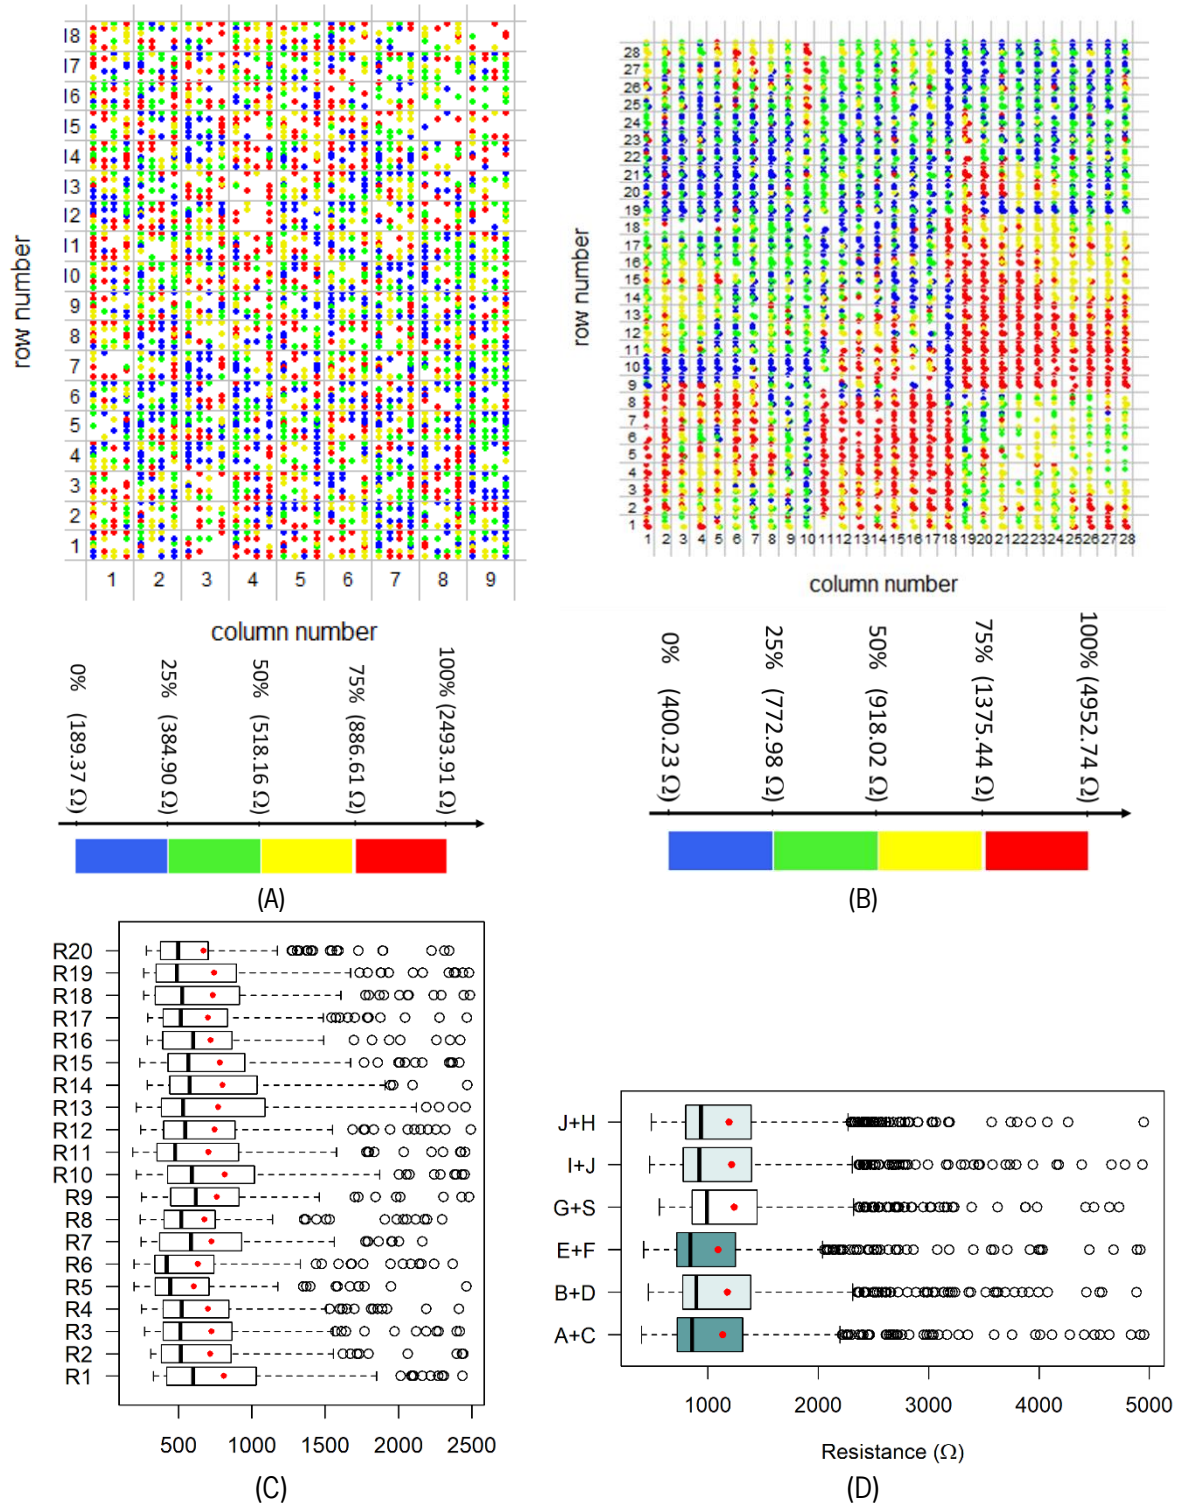 18
17
16
15
14
13
12
11
10
9
8
7
6
5
4
3
2
1
row number
1 2 3 4 5 6 7 8 9
column number
0% (189.37 Ω)
25% (384.90 Ω)
50% (518.16 Ω)
75% (886.61 Ω)
100% (2493.91 Ω)
(A)
28
27
26
25
24
23
22
21
20
19
18
17
16
15
14
13
12
11
10
9
8
7
6
5
4
3
2
1
row number
1 2 3 4 5 6 7 8 9 10 11 12 13 14 15 16 17 18 19 20 21 22 23 24 25 26 27 28
column number
0% (400.23 Ω)
25% (772.98 Ω)
50% (918.02 Ω)
75% (1375.44 Ω)
100% (4952.74 Ω)
(B)
R20
R19
R18
R17
R16
R15
R14
R13
R12
R11
R10
R9
R8
R7
R6
R5
R4
R3
R2
R1
500 1000 1500 2000 2500
(C)
J+H
I+J
G+S
E+F
B+D
A+C
1000 2000 3000 4000 5000
Resistance (Ω)
(D)